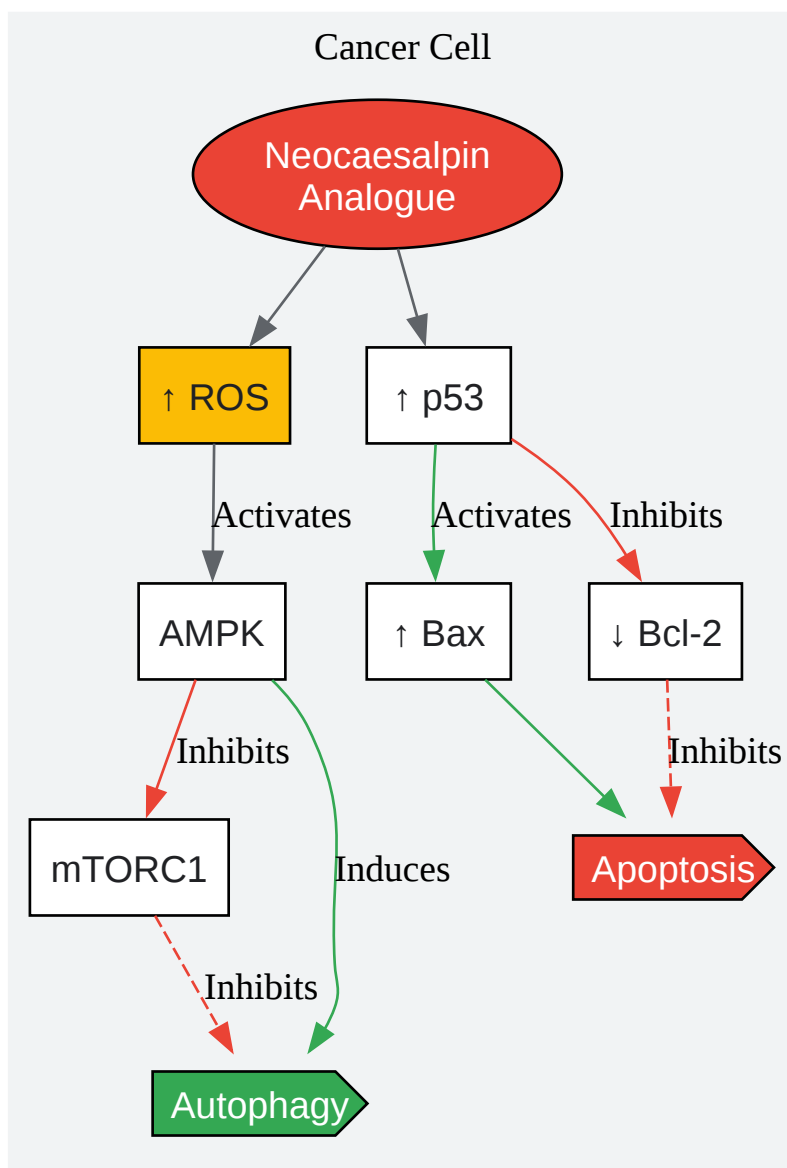 Cancer Cell
Neocaesalpin
Analogue
↑ ROS
↑ p53
Activates
Activates
Inhibits
AMPK
↑ Bax
↓ Bcl-2
Inhibits
Inhibits
mTORC1
Induces
Apoptosis
Inhibits
Autophagy